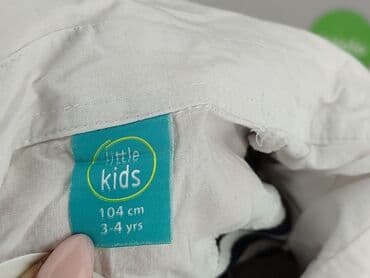 little
kids
104 cm
3-4 yrs